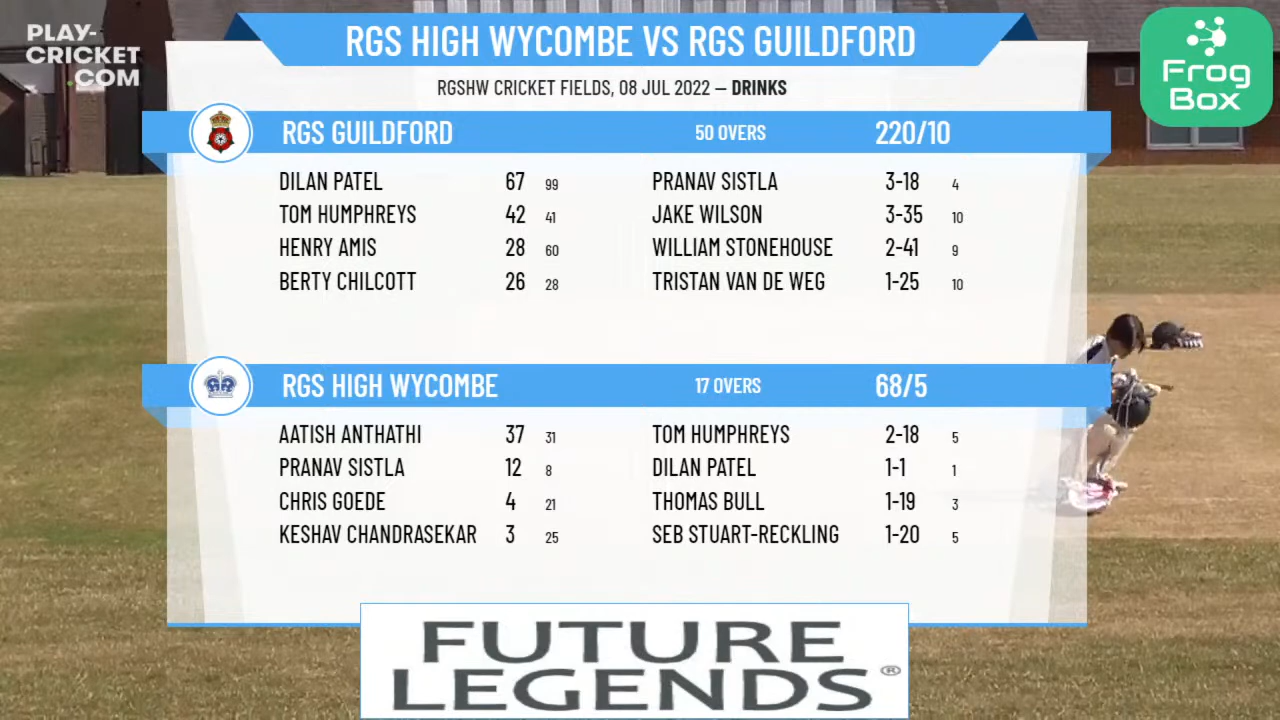 PLAY-
CRICKET
.COM
RGS HIGH WYCOMBE VS RGS GUILDFORD
Frog
Box
RGSHW CRICKET FIELDS, 08 JUL 2022 – DRINKS
RGS GUILDFORD 50 OVERS 220/10
DILAN PATEL 67 99 PRANAV SISTLA 3-18 4
TOM HUMPHREYS 42 41 JAKE WILSON 3-35 10
HENRY AMIS 28 60 WILLIAM STONEHOUSE 2-41 9
BERTY CHILCOTT 26 28 TRISTAN VAN DE WEG 1-25 10
RGS HIGH WYCOMBE 17 OVERS 68/5
AATISH ANTHATHI 37 31 TOM HUMPHREYS 2-18 5
PRANAV SISTLA 12 8 DILAN PATEL 1-1 1
CHRIS GOEDE 4 21 THOMAS BULL 1-19 3
KESHAV CHANDRASEKAR 3 25 SEB STUART-RECKLING 1-20 5
FUTURE
LEGENDS®